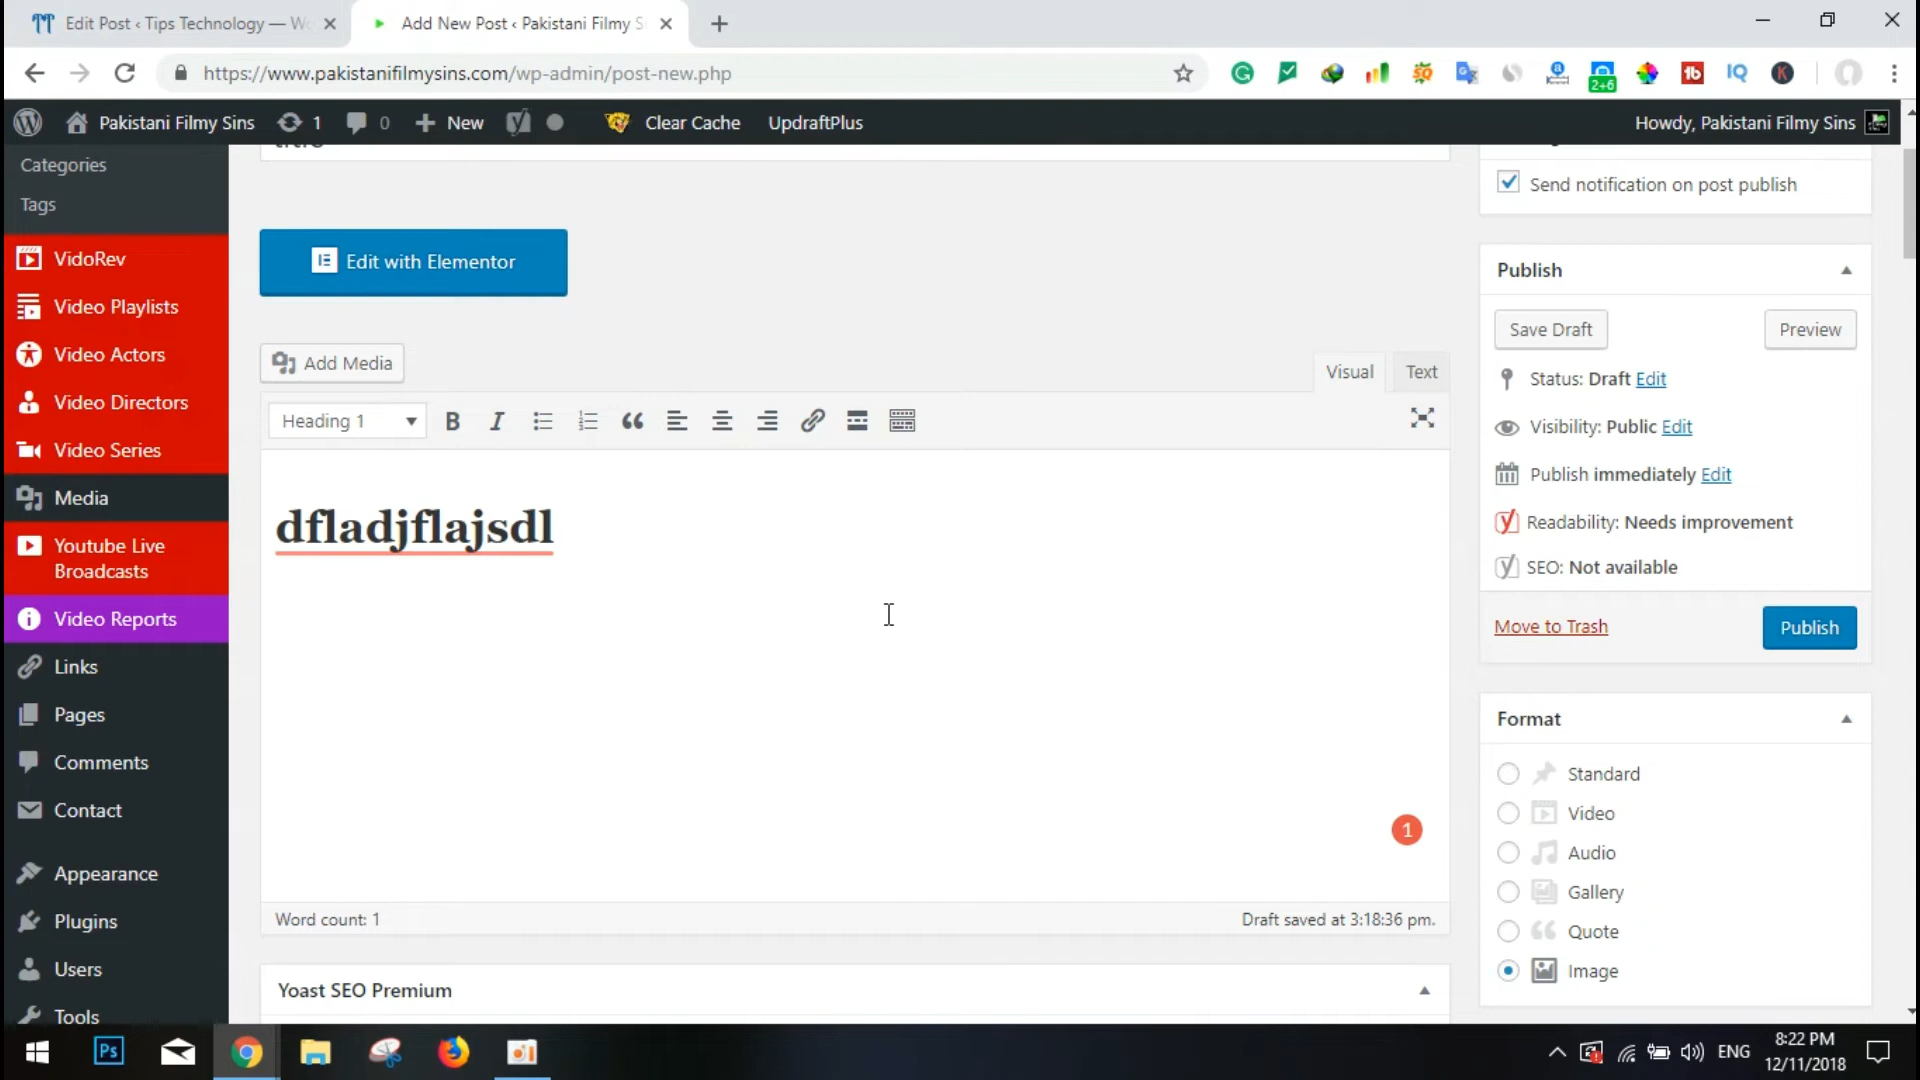 Edit Post ‹ Tips Technology — Wo
Add New Post ‹ Pakistani Filmy S
https://www.pakistanifilmysins.com/wp-admin/post-new.php
2+6
Pakistani Filmy Sins
1
0
New
Clear Cache
UpdraftPlus
Howdy, Pakistani Filmy Sins
Categories
Tags
VidoRev
Video Playlists
Video Actors
Video Directors
Video Series
Media
Youtube Live
Broadcasts
Video Reports
Links
Pages
Comments
Contact
Appearance
Plugins
Users
Tools
Edit with Elementor
Add Media
Visual
Text
Heading 1
dfladjflajsdl
1
Word count: 1
Draft saved at 3:18:36 pm.
Yoast SEO Premium
Send notification on post publish
Publish
Save Draft
Preview
Status: Draft Edit
Visibility: Public Edit
Publish immediately Edit
Readability: Needs improvement
SEO: Not available
Move to Trash
Publish
Format
Standard
Video
Audio
Gallery
Quote
Image
Ps
ENG
8:22 PM
12/11/2018